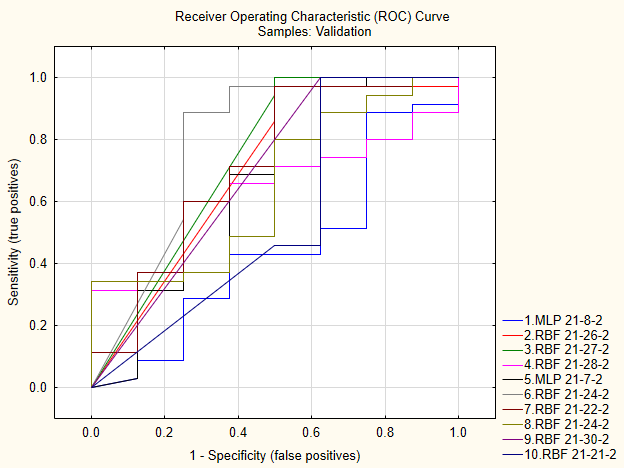 Receiver Operating Characteristic (ROC) Curve
Samples: Validation
1.0
0.8
0.6
0.4
0.2
0.0
Sensitivity (true positives)
0.0 0.2 0.4 0.6 0.8 1.0
1 - Specificity (false positives)
1.MLP 21-8-2
2.RBF 21-26-2
3.RBF 21-27-2
4.RBF 21-28-2
5.MLP 21-7-2
6.RBF 21-24-2
7.RBF 21-22-2
8.RBF 21-24-2
9.RBF 21-30-2
10.RBF 21-21-2